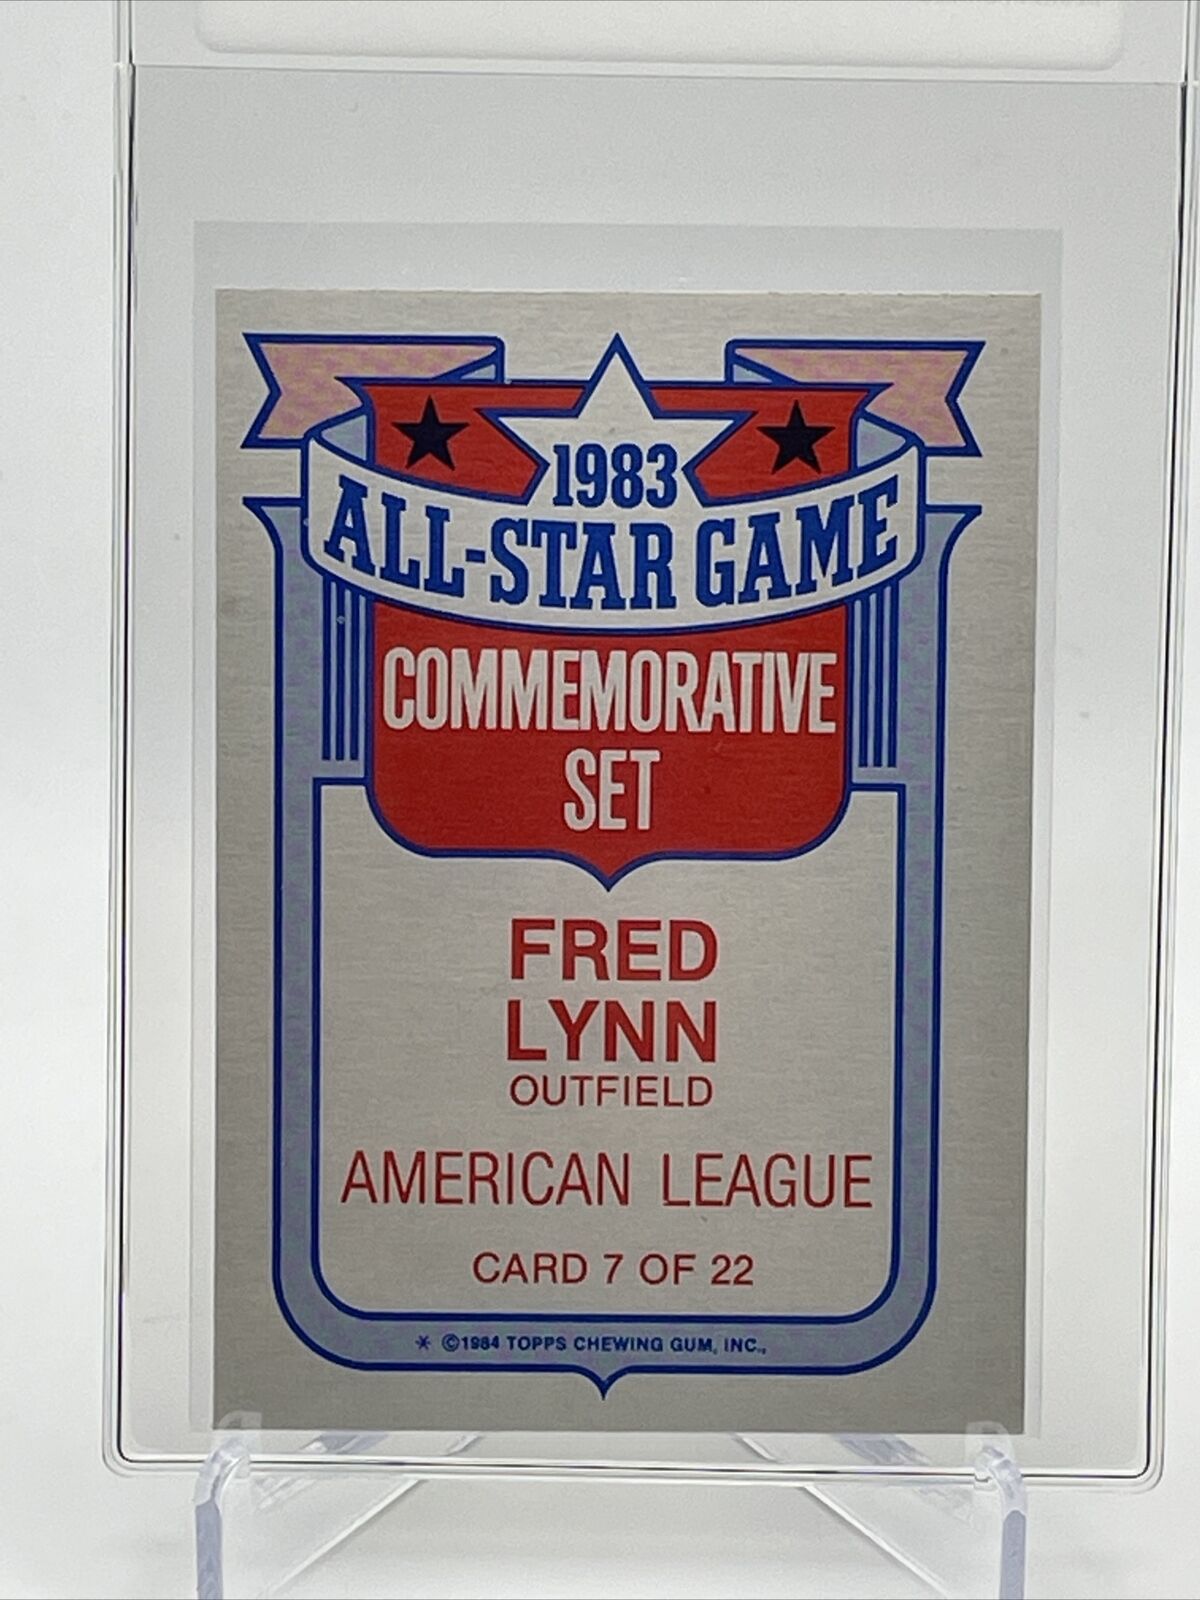 1983
ALL-STAR GAME
COMMEMORATIVE
SET
FRED
LYNN
OUTFIELD
AMERICAN LEAGUE
CARD 7 OF 22
* ©1984 TOPPS CHEWING GUM, INC.